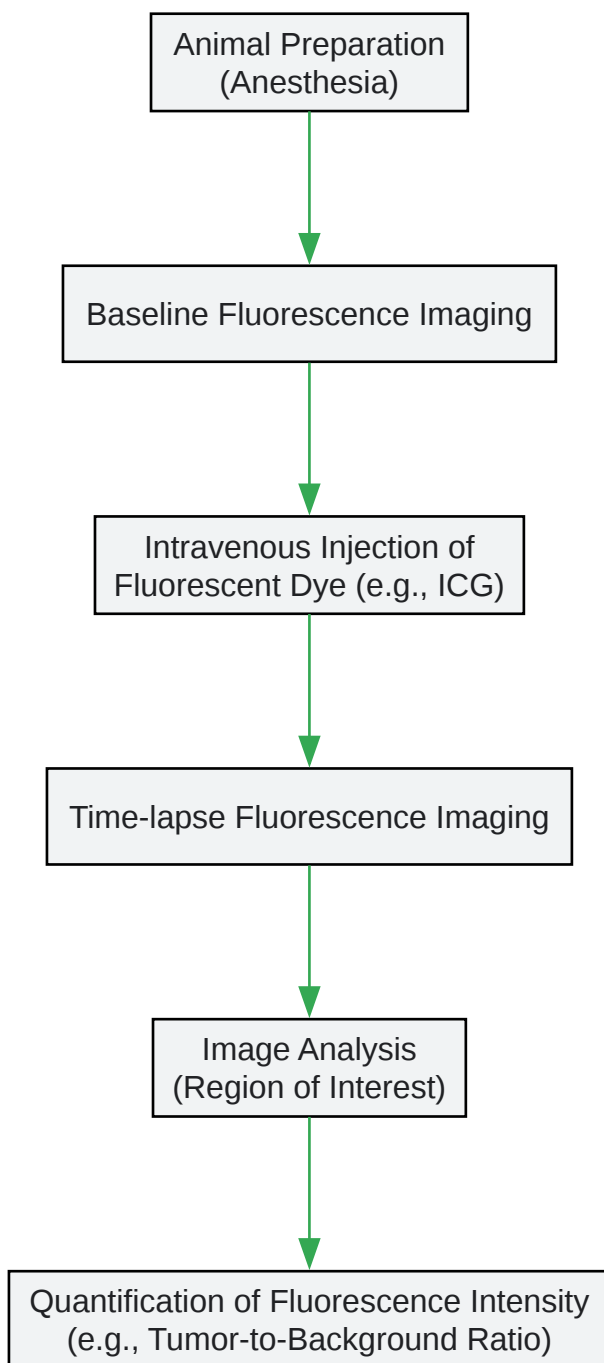 Animal Preparation
(Anesthesia)
Baseline Fluorescence Imaging
Intravenous Injection of
Fluorescent Dye (e.g., ICG)
Time-lapse Fluorescence Imaging
Image Analysis
(Region of Interest)
Quantification of Fluorescence Intensity
(e.g., Tumor-to-Background Ratio)